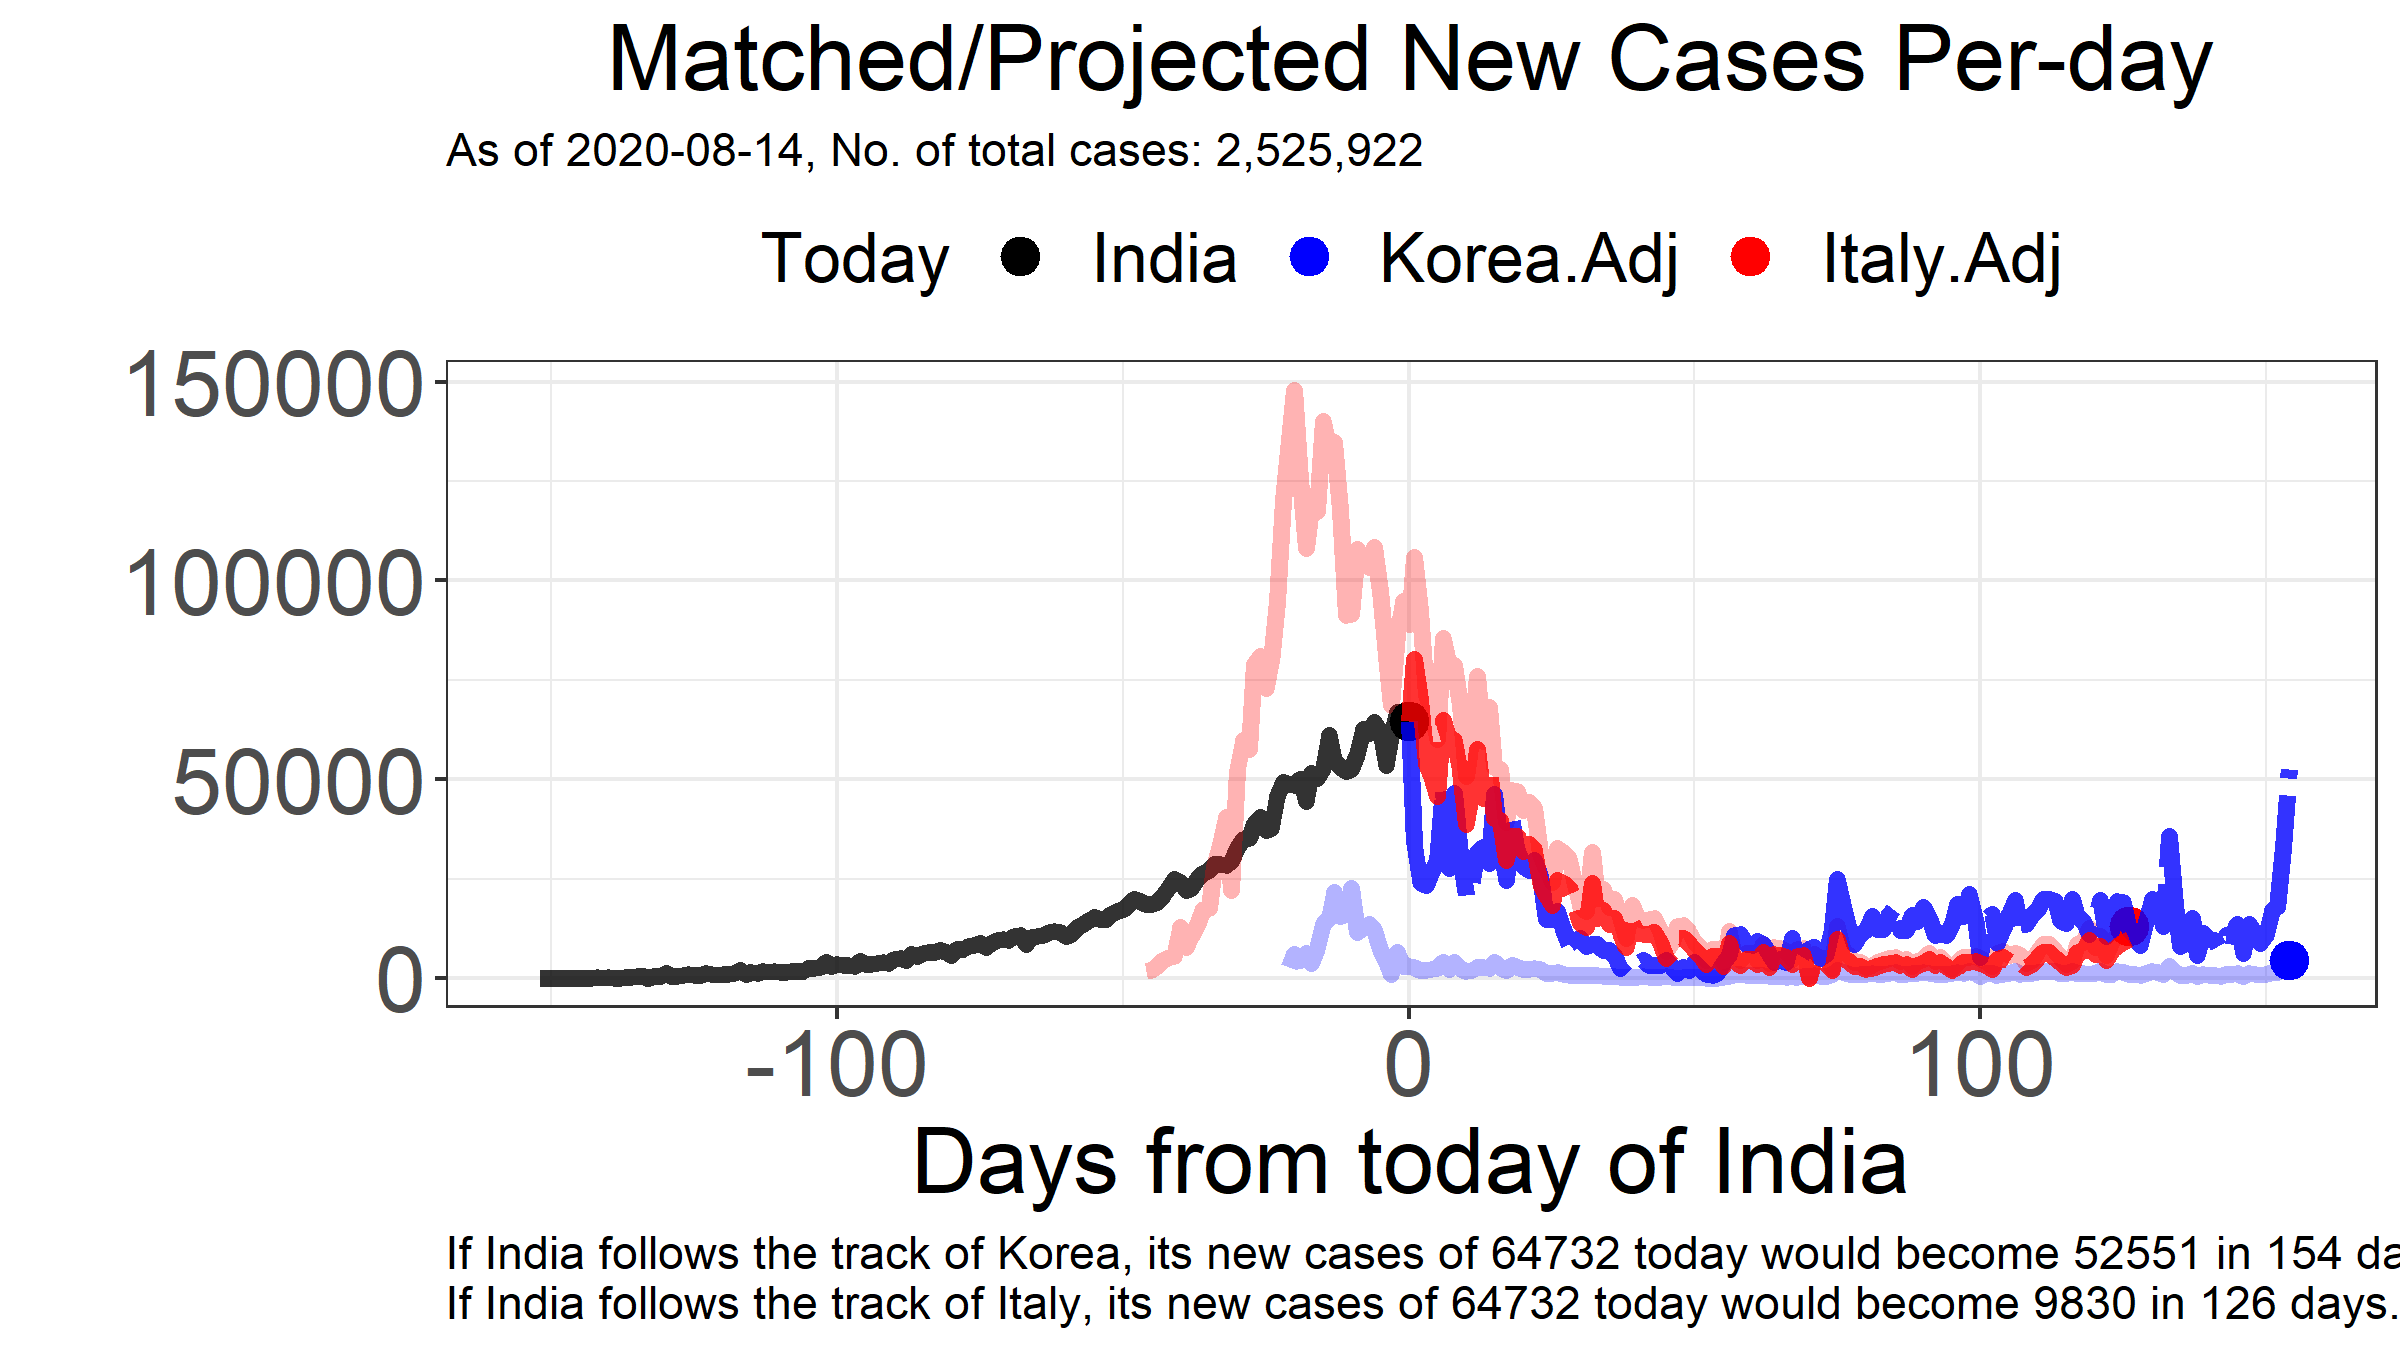 Matched/Projected New Cases Per-day
As of 2020-08-14, No. of total cases: 2,525,922
Today India Korea.Adj Italy.Adj
150000
100000
50000
0
-100 0 100
Days from today of India
If India follows the track of Korea, its new cases of 64732 today would become 52551 in 154 da
If India follows the track of Italy, its new cases of 64732 today would become 9830 in 126 days.